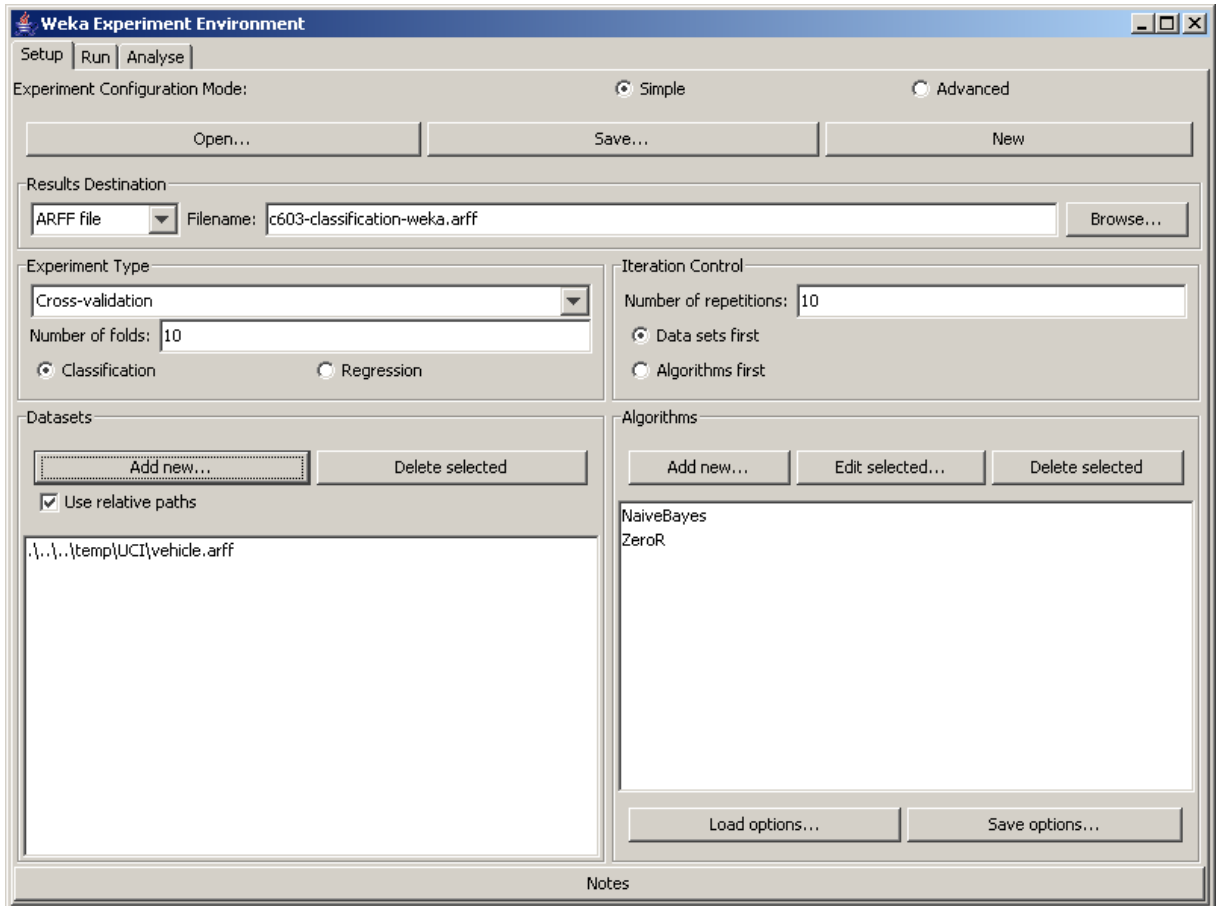 Weka Experiment Environment
Setup Run Analyse
Experiment Configuration Mode: Simple Advanced
Open... Save... New
Results Destination
ARFF file Filename: c603-classification-weka.arff Browse...
Experiment Type
Cross-validation
Number of folds: 10
Classification Regression
Iteration Control
Number of repetitions: 10
Data sets first
Algorithms first
Datasets
Add new... Delete selected
Use relative paths
.\..\..\temp\UCI\vehicle.arff
Algorithms
Add new... Edit selected... Delete selected
NaiveBayes
ZeroR
Load options... Save options...
Notes